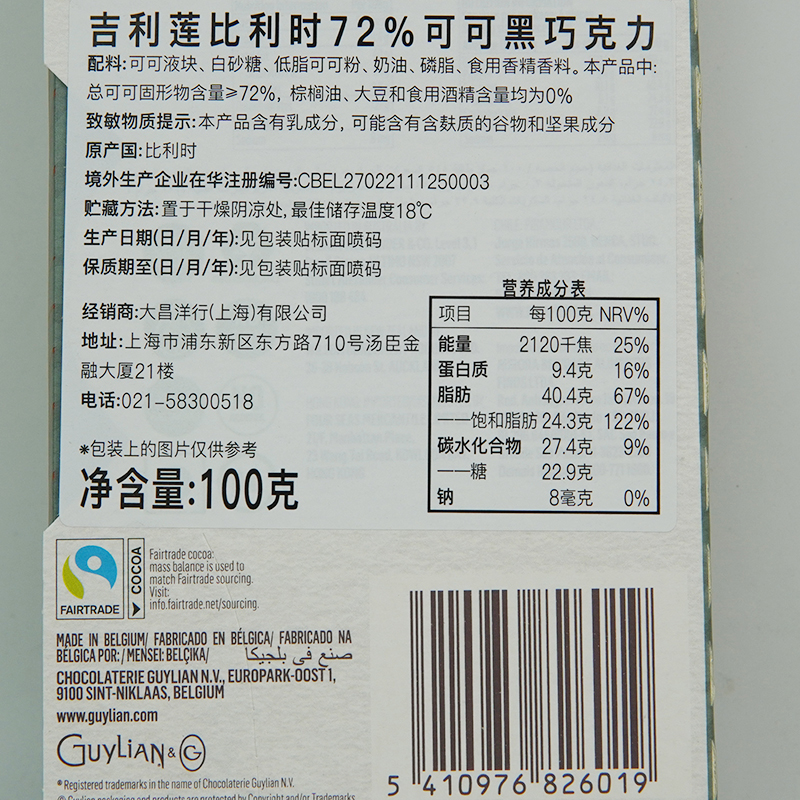 吉利莲比利时72%可可黑巧克力
配料:可可液块、白砂糖、低脂可可粉、奶油、磷脂、食用香精香料。本产品中:
总可可固形物含量≥72%, 棕榈油、大豆和食用酒精含量均为0%
致敏物质提示:本产品含有乳成分, 可能含有含麸质的谷物和坚果成分
原产国:比利时
境外生产企业在华注册编号:CBEL27022111250003
贮藏方法:置于干燥阴凉处, 最佳储存温度18℃
生产日期(日/月/年):见包装贴标面喷码
保质期至(日/月/年):见包装贴标面喷码
经销商:大昌洋行(上海)有限公司
地址:上海市浦东新区东方路710号汤臣金
融大厦21楼
电话:021-58300518
*包装上的图片仅供参考
净含量:100克
营养成分表
项目 每100克 NRV%
能量 2120千焦 25%
蛋白质 9.4克 16%
脂肪 40.4克 67%
——饱和脂肪 24.3克 122%
碳水化合物 27.4克 9%
——糖 22.9克
钠 8毫克 0%
FAIRTRADE
COCOA
Fairtrade cocoa:
mass balance is used to
match Fairtrade sourcing.
Visit:
info.fairtrade.net/sourcing.
MADE IN BELGIUM/ FABRICADO EN BÉLGICA/ FABRICADO NA
BÉLGICA POR: / MENSEI: BELÇIKA/ صنع في بلجيكا
CHOCOLATERIE GUYLIAN N.V., EUROPARK-OOST 1,
9100 SINT-NIKLAAS, BELGIUM
www.guylian.com
GUYLIAN & G
® Registered trademarks in the name of Chocolaterie Guylian N.V.
© Guylian packaging and products are protected by Copyright and/or Trademarks
5 410976 826019